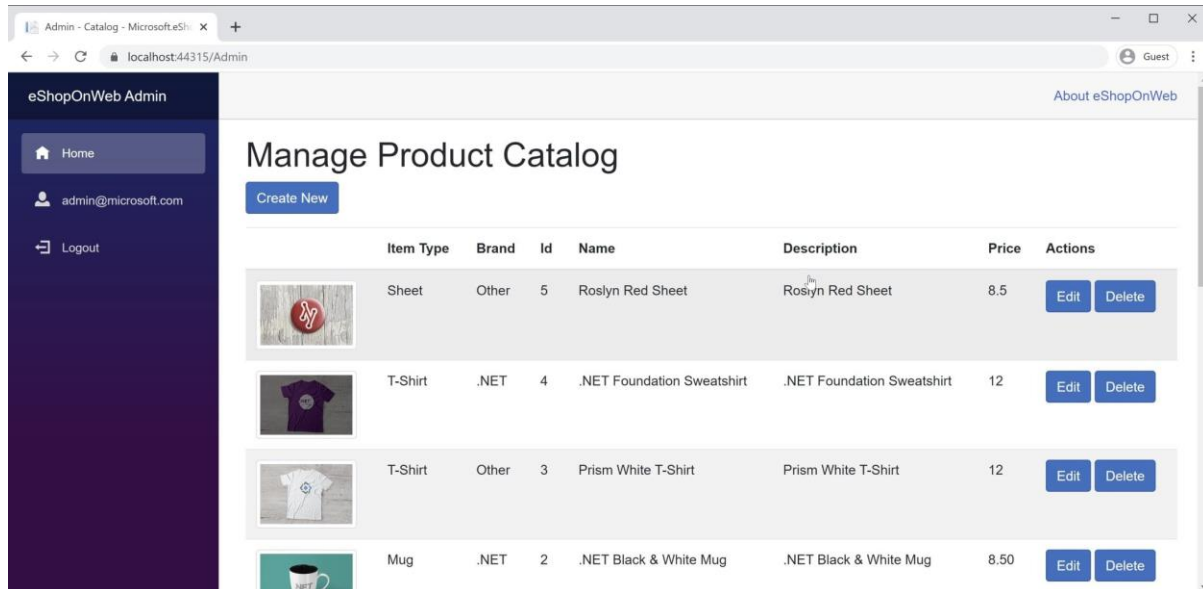 Admin - Catalog - Microsoft.eSh
localhost:44315/Admin
Guest
eShopOnWeb Admin
About eShopOnWeb
Home
admin@microsoft.com
Logout
Manage Product Catalog
Create New
Item Type Brand Id Name Description Price Actions
Sheet Other 5 Roslyn Red Sheet Roslyn Red Sheet 8.5 Edit Delete
T-Shirt .NET 4 .NET Foundation Sweatshirt .NET Foundation Sweatshirt 12 Edit Delete
T-Shirt Other 3 Prism White T-Shirt Prism White T-Shirt 12 Edit Delete
Mug .NET 2 .NET Black & White Mug .NET Black & White Mug 8.50 Edit Delete